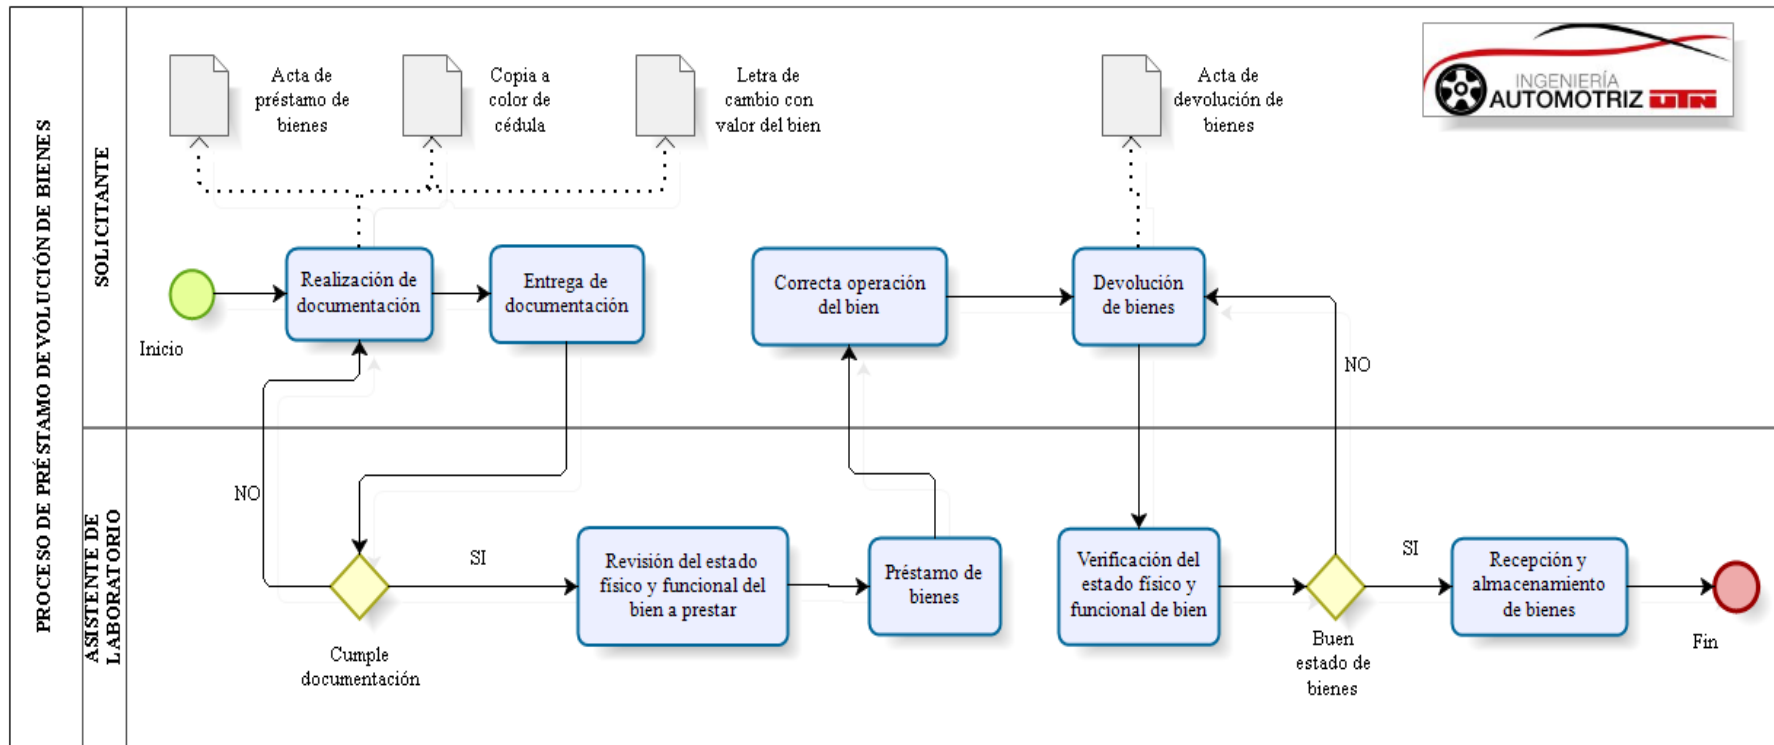 PROCESO DE PRÉSTAMO DEVOLUCIÓN DE BIENES
SOLICITANTE
Acta de
préstamo de
bienes
Copia a
color de
cédula
Letra de
cambio con
valor del bien
Acta de
devolución de
bienes
INGENIERÍA
AUTOMOTRIZ UTN
Inicio
Realización de
documentación
Entrega de
documentación
Correcta operación
del bien
Devolución
de bienes
NO
ASISTENTE DE
LABORATORIO
NO
Cumple
documentación
SI
Revisión del estado
físico y funcional del
bien a prestar
Préstamo de
bienes
Verificación del
estado físico y
funcional de bien
Buen
estado de
bienes
SI
Recepción y
almacenamiento
de bienes
Fin